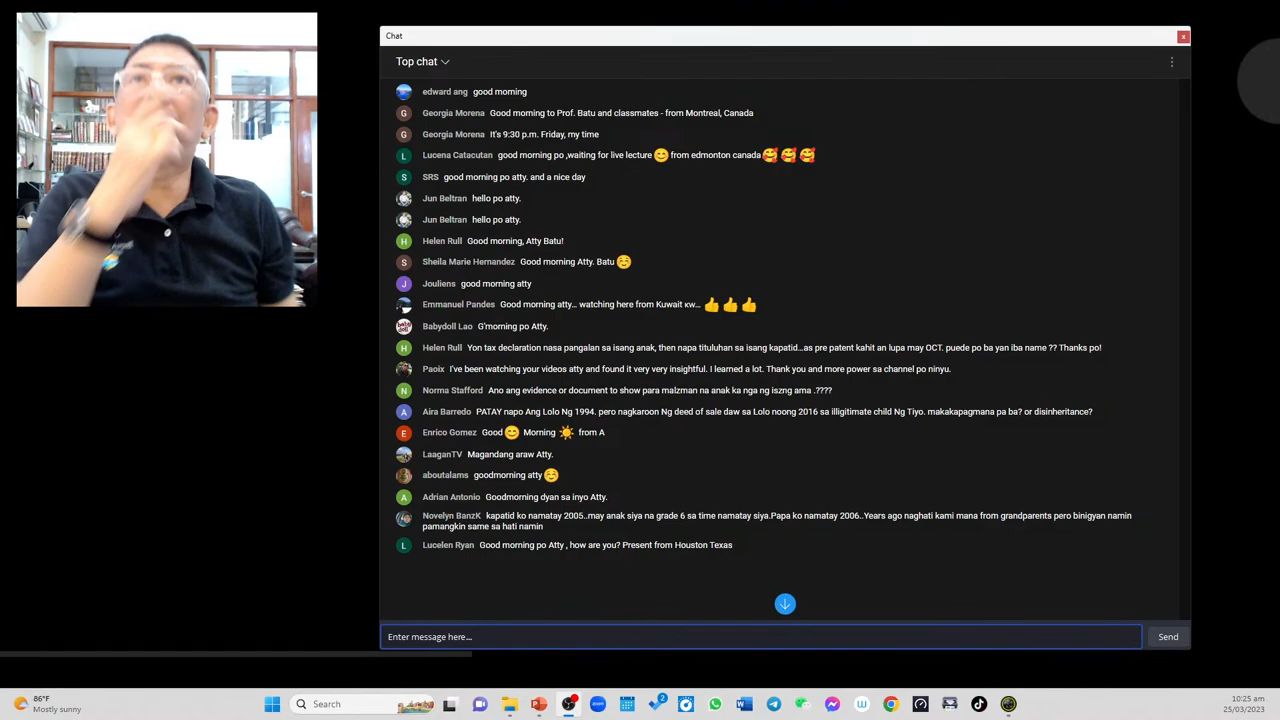 Chat
Top chat
edward ang good morning
Georgia Morena Good morning to Prof. Batu and classmates - from Montreal, Canada
Georgia Morena It's 9:30 p.m. Friday, my time
Lucena Catacutan good morning po ,waiting for live lecture 😊 from edmonton canada 🥰 🥰 🥰
SRS good morning po atty. and a nice day
Jun Beltran hello po atty.
Jun Beltran hello po atty.
Helen Rull Good morning, Atty Batu!
Sheila Marie Hernandez Good morning Atty. Batu ☺️
Jouliens good morning atty
Emmanuel Pandes Good morning atty... watching here from Kuwait ĸw... 👍 👍 👍
Babydoll Lao G'morning po Atty.
Helen Rull Yon tax declaration nasa pangalan sa isang anak, then napa tituluhan sa isang kapatid...as pre patent kahit an lupa may OCT. puede po ba yan iba name ?? Thanks po!
Paoix I've been watching your videos atty and found it very very insightful. I learned a lot. Thank you and more power sa channel po ninyu.
Norma Stafford Ano ang evidence or document to show para malzman na anak ka nga ng iszng ama .????
Aira Barredo PATAY napo Ang Lolo Ng 1994. pero nagkaroon Ng deed of sale daw sa Lolo noong 2016 sa illigitimate child Ng Tiyo. makakapagmana pa ba? or disinheritance?
Enrico Gomez Good 😊 Morning ☀️ from A
LaaganTV Magandang araw Atty.
aboutalams goodmorning atty ☺️
Adrian Antonio Goodmorning dyan sa inyo Atty.
Novelyn BanzK kapatid ko namatay 2005..may anak siya na grade 6 sa time namatay siya.Papa ko namatay 2006..Years ago naghati kami mana from grandparents pero binigyan namin
pamangkin same sa hati namin
Lucelen Ryan Good morning po Atty , how are you? Present from Houston Texas
Enter message here...
Send
86°F
Mostly sunny
Search
10:25 am
25/03/2023